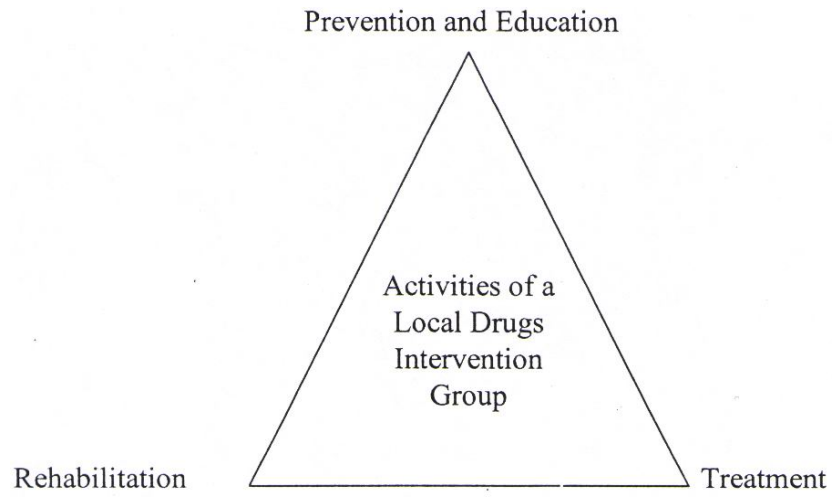 Prevention and Education
Activities of a
Local Drugs
Intervention
Group
Rehabilitation
Treatment